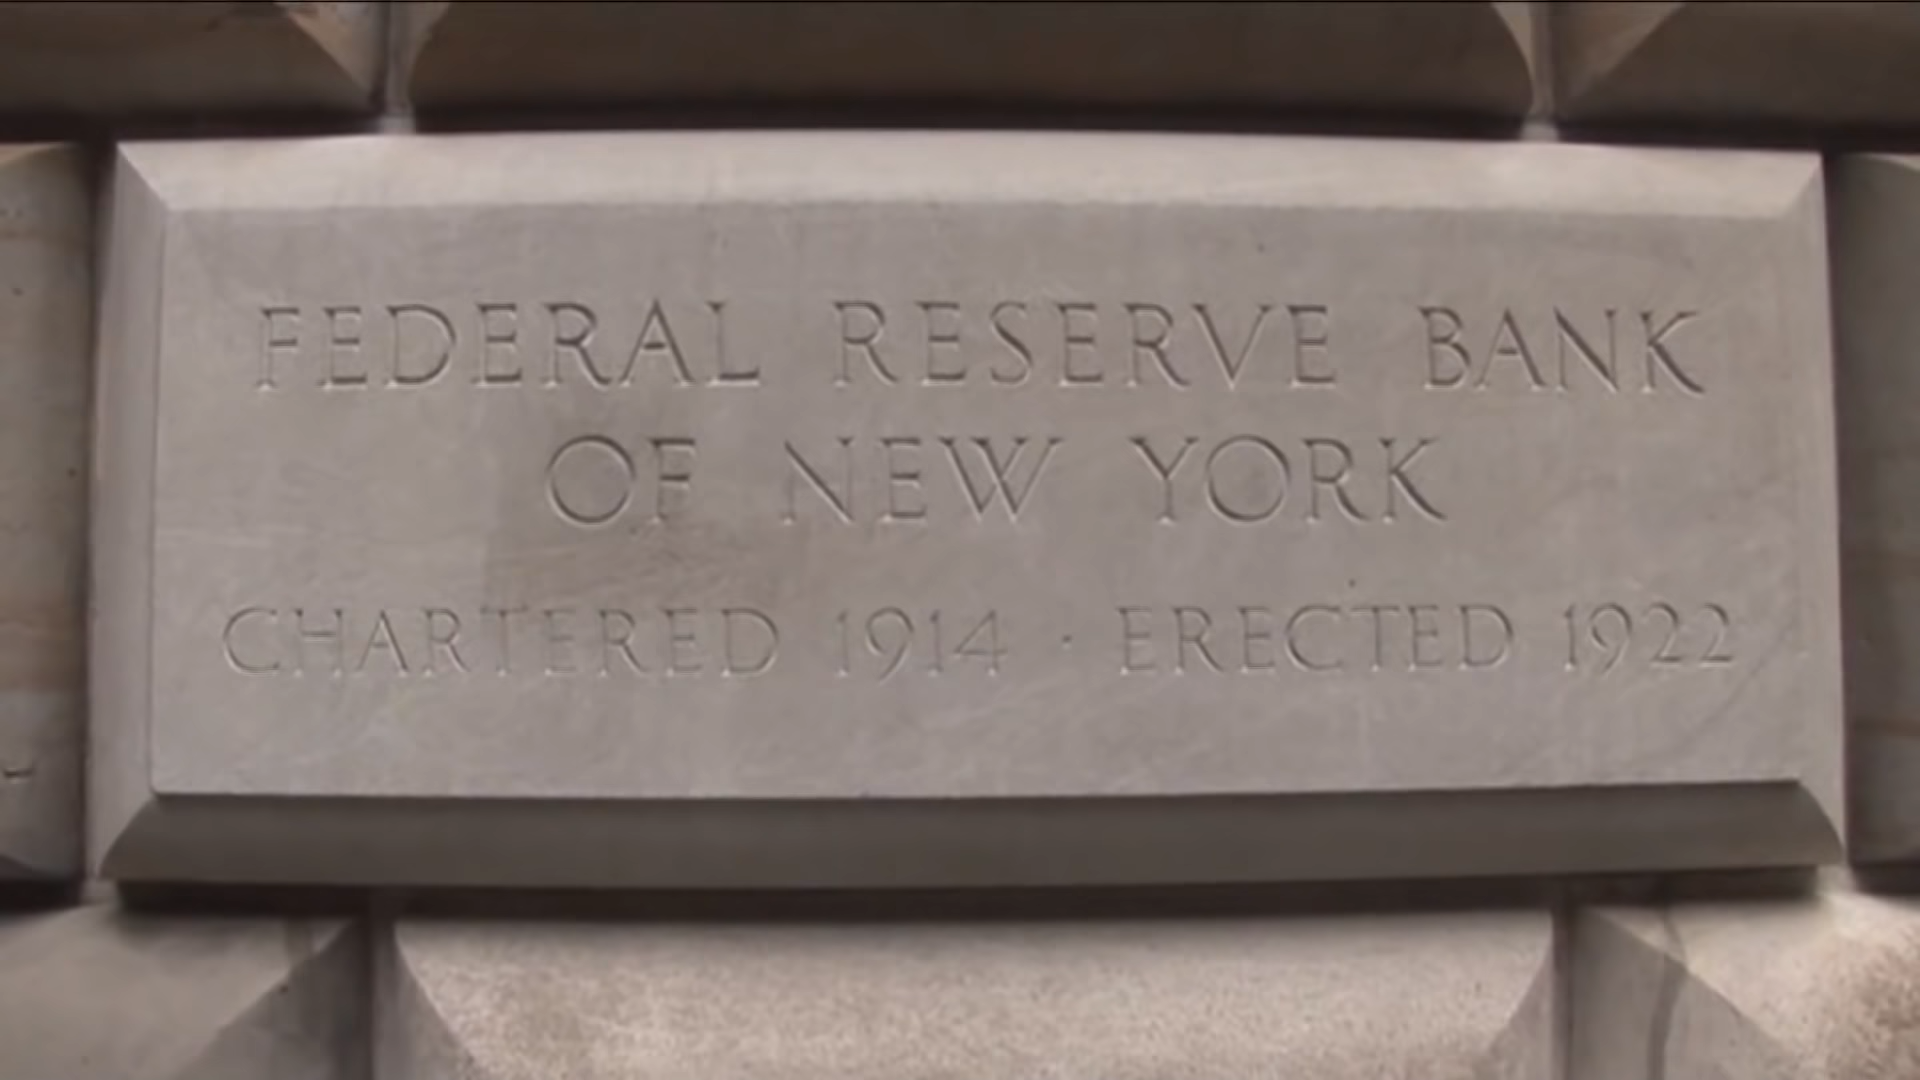 FEDERAL RESERVE BANK
OF NEW YORK
CHARTERED 1914 · ERECTED 1922